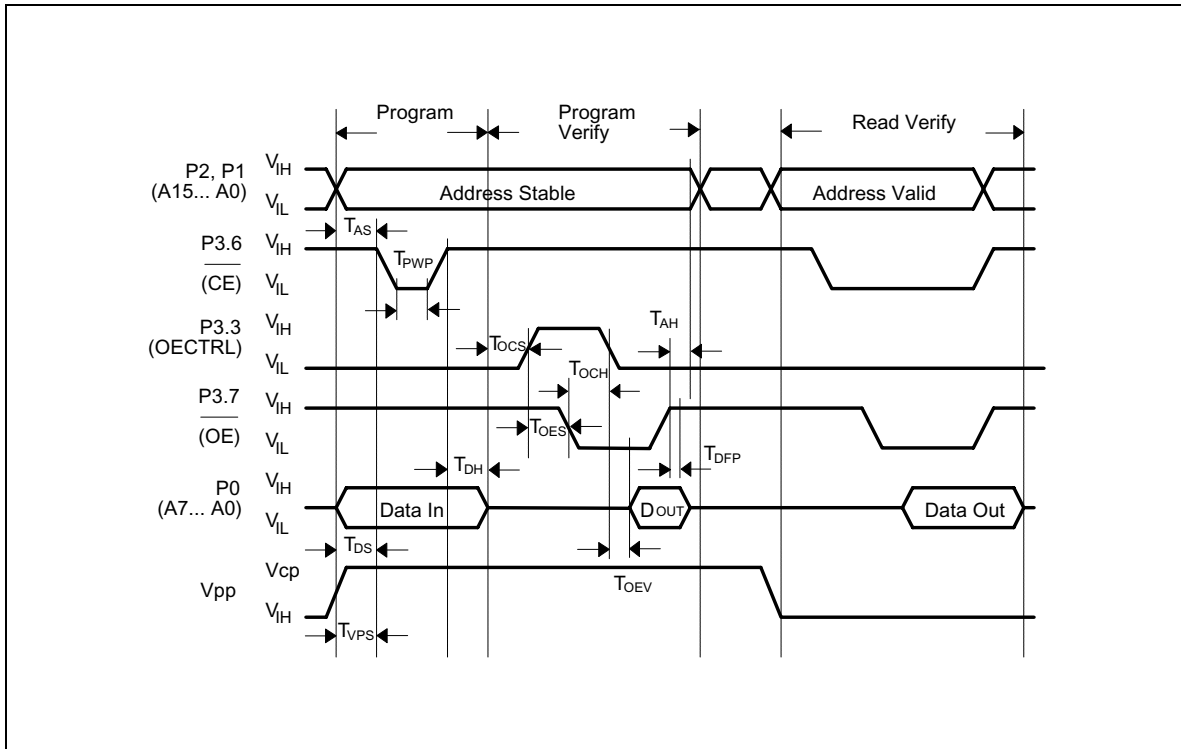 Program
Program
Verify
Read Verify
P2, P1
(A15... A0)
VIH
VIL
Address Stable
Address Valid
TAS
P3.6
(CE)
VIH
VIL
TPWP
P3.3
(OECTRL)
VIH
VIL
TOCS
TAH
TOCH
P3.7
(OE)
VIH
VIL
TOES
TDFP
TDH
P0
(A7... A0)
VIH
VIL
Data In
DOUT
Data Out
TDS
Vpp
Vcp
VIH
TOEV
TVPS